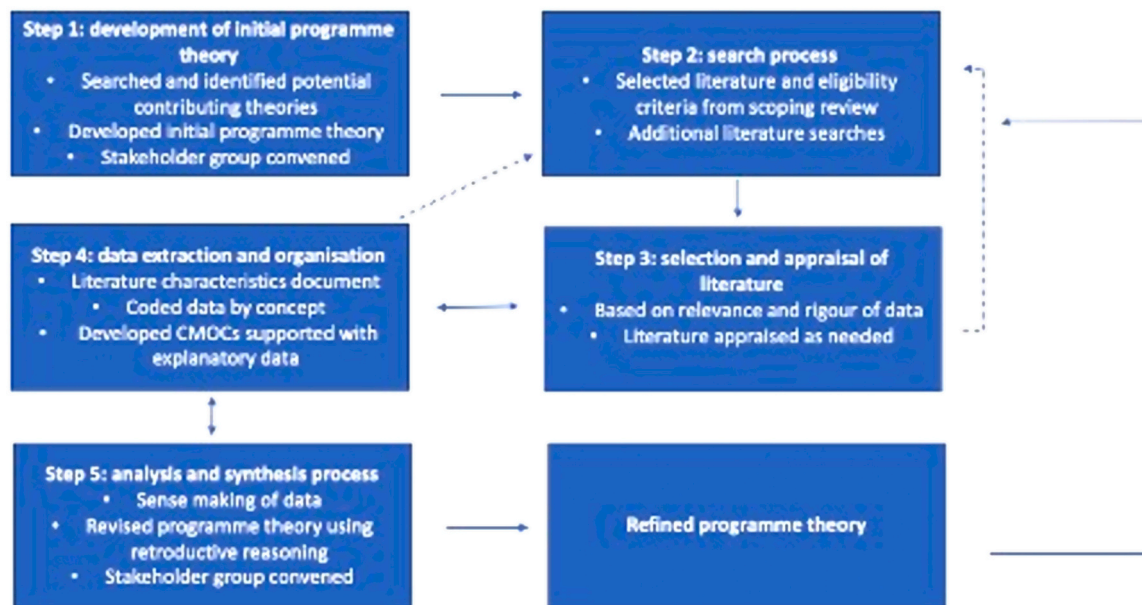 Step 1: development of initial programme
theory
• Searched and identified potential
contributing theories
• Developed initial programme theory
• Stakeholder group convened
Step 2: search process
• Selected literature and eligibility
criteria from scoping review
• Additional literature searches
Step 3: selection and appraisal of
literature
• Based on relevance and rigour of data
• Literature appraised as needed
Step 4: data extraction and organisation
• Literature characteristics document
• Coded data by concept
• Developed CMOCs supported with
explanatory data
Step 5: analysis and synthesis process
• Sense making of data
• Revised programme theory using
retroductive reasoning
• Stakeholder group convened
Refined programme theory